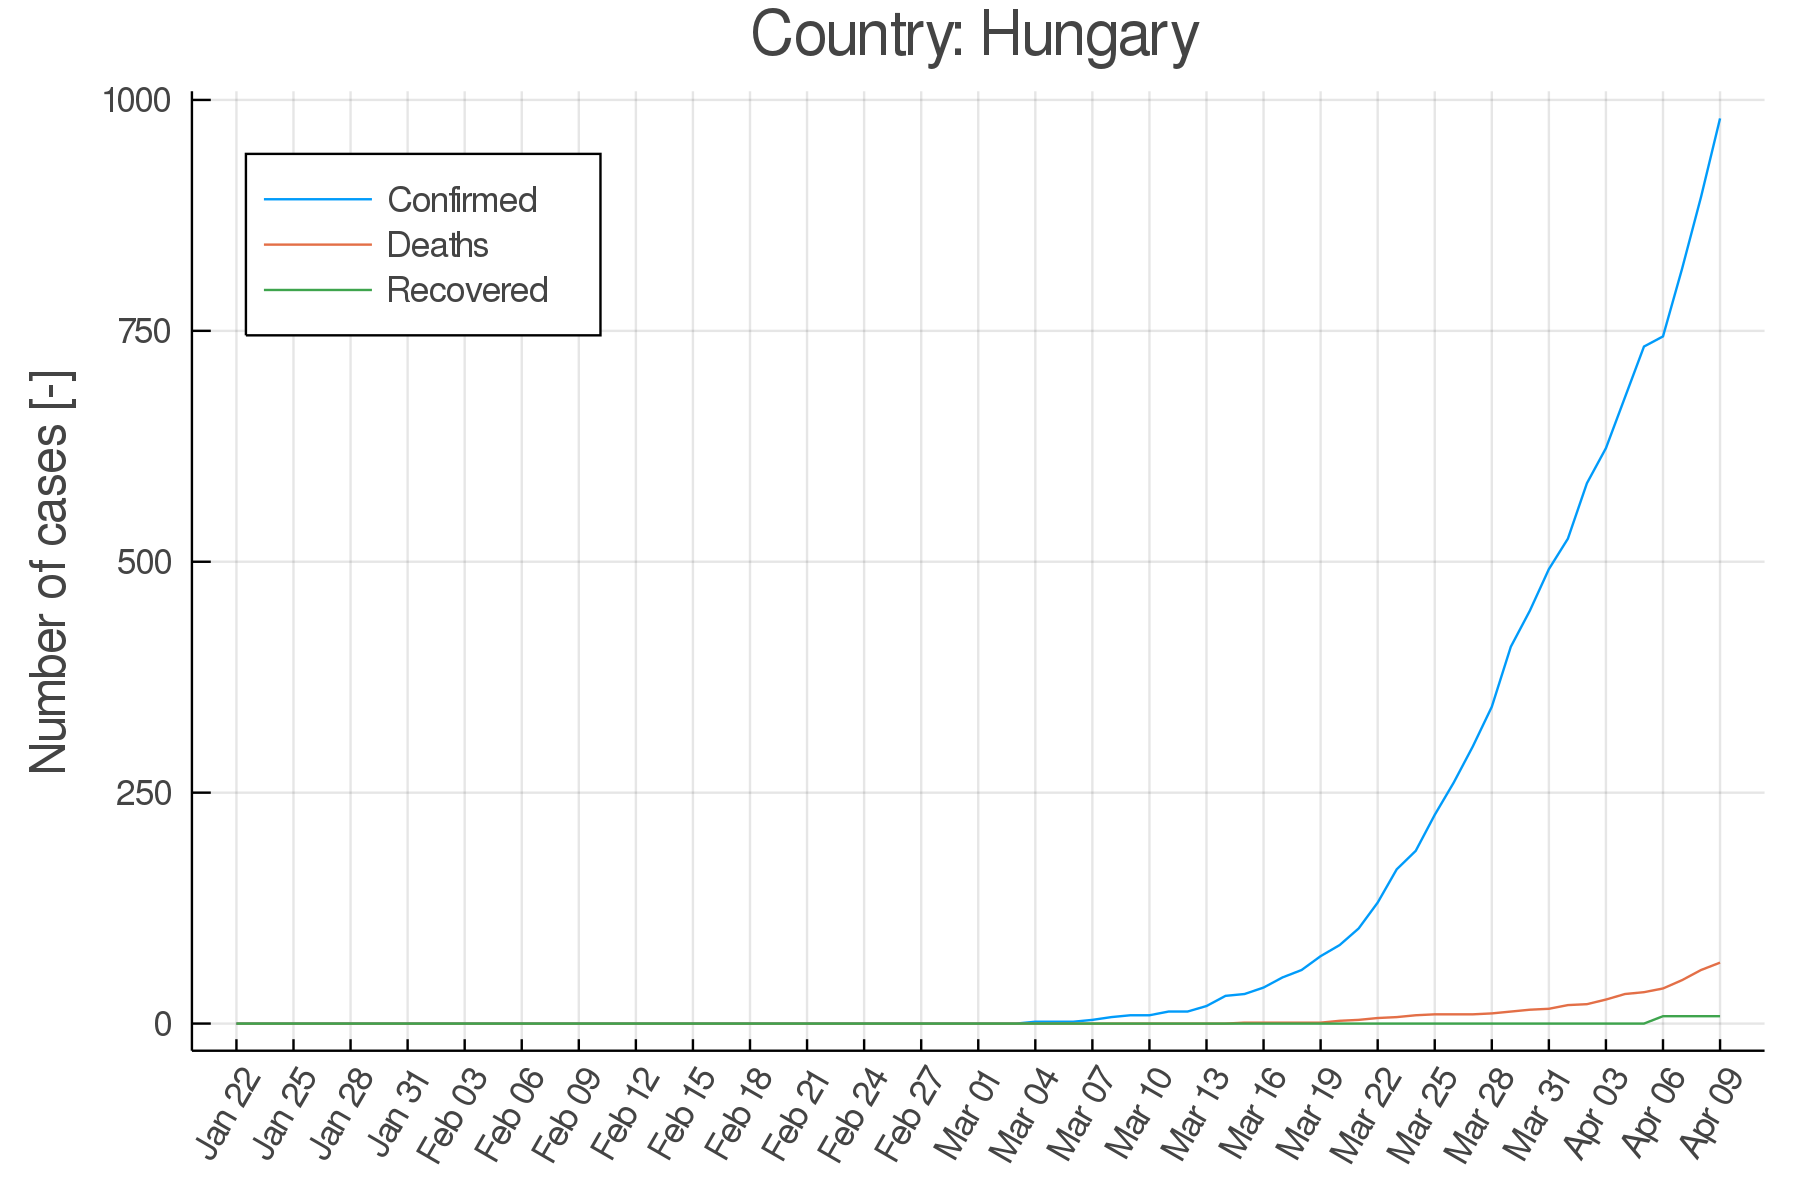 Country: Hungary
Number of cases [-]
1000
750
500
250
0
Confirmed
Deaths
Recovered
Jan 22
Jan 25
Jan 28
Jan 31
Feb 03
Feb 06
Feb 09
Feb 12
Feb 15
Feb 18
Feb 21
Feb 24
Feb 27
Mar 01
Mar 04
Mar 07
Mar 10
Mar 13
Mar 16
Mar 19
Mar 22
Mar 25
Mar 28
Mar 31
Apr 03
Apr 06
Apr 09